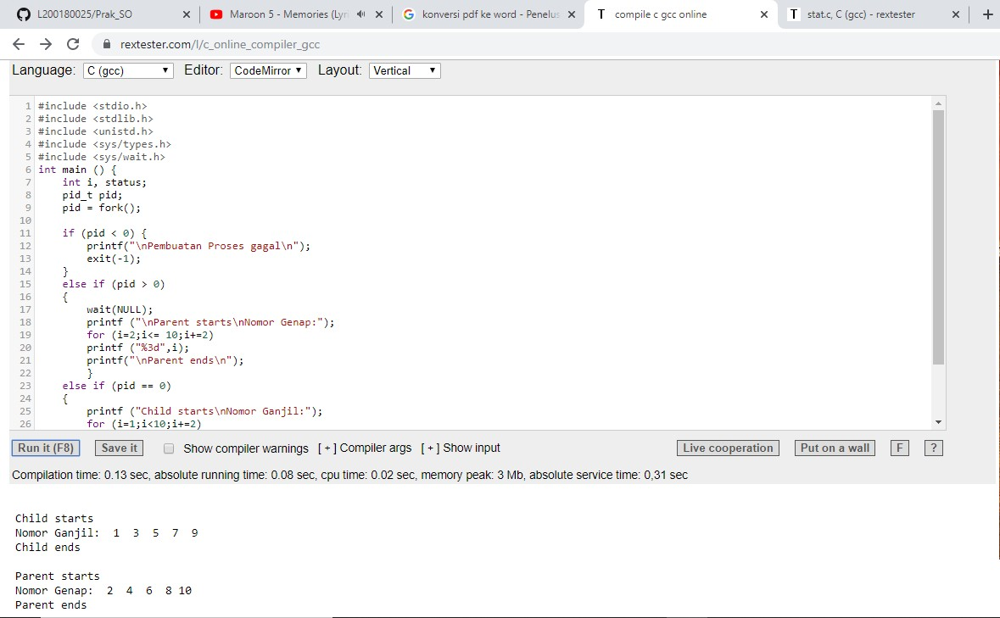 L200180025/Prak_SO
Maroon 5 - Memories (Lyri
konversi pdf ke word - Penelus
T compile c gcc online
T stat.c, C (gcc) - rextester
rextester.com/l/c_online_compiler_gcc
Language: C (gcc) Editor: CodeMirror Layout: Vertical
1 #include <stdio.h>
2 #include <stdlib.h>
3 #include <unistd.h>
4 #include <sys/types.h>
5 #include <sys/wait.h>
6 int main () {
7     int i, status;
8     pid_t pid;
9     pid = fork();
10
11     if (pid < 0) {
12         printf("\nPembuatan Proses gagal\n");
13         exit(-1);
14     }
15     else if (pid > 0)
16     {
17         wait(NULL);
18         printf ("\nParent starts\nNomor Genap:");
19         for (i=2;i<= 10;i+=2)
20         printf ("%3d",i);
21         printf("\nParent ends\n");
22         }
23     else if (pid == 0)
24     {
25         printf ("Child starts\nNomor Ganjil:");
26         for (i=1;i<10;i+=2)
Run it (F8) Save it Show compiler warnings [ + ] Compiler args [ + ] Show input Live cooperation Put on a wall F ?
Compilation time: 0.13 sec, absolute running time: 0.08 sec, cpu time: 0.02 sec, memory peak: 3 Mb, absolute service time: 0,31 sec
Child starts
Nomor Ganjil:  1  3  5  7  9
Child ends
Parent starts
Nomor Genap:  2  4  6  8 10
Parent ends